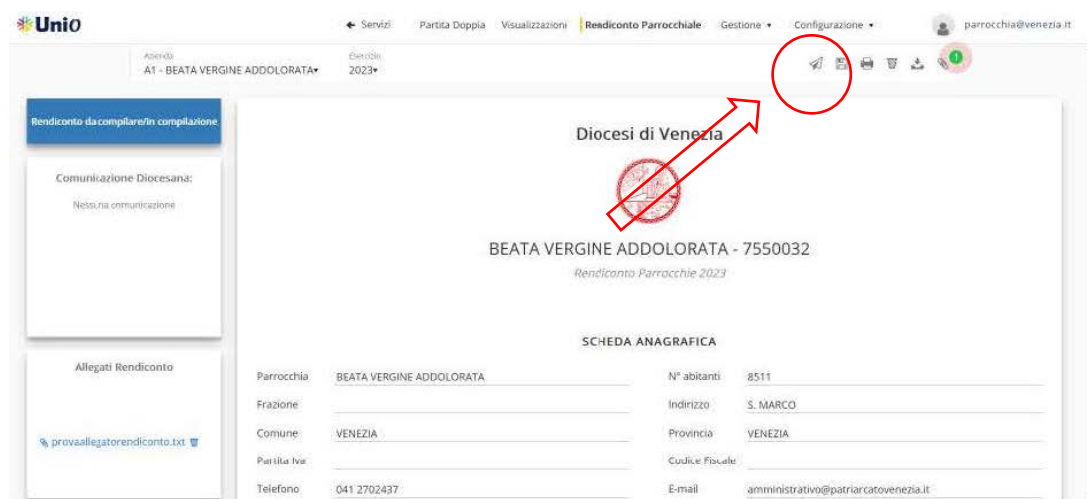 UniO
Servizi Partita Doppia Visualizzazioni Rendiconto Parrocchiale Gestione Configurazione parrocchia@venezia.it
Azienda Esercizio
A1 - BEATA VERGINE ADDOLORATA 2023
1
Rendiconto da compilare/in compilazione
Comunicazione Diocesana:
Nessuna comunicazione
Allegati Rendiconto
provaallegatorendiconto.txt
Diocesi di Venezia
BEATA VERGINE ADDOLORATA - 7550032
Rendiconto Parrocchie 2023
SCHEDA ANAGRAFICA
Parrocchia BEATA VERGINE ADDOLORATA N° abitanti 8511
Frazione Indirizzo S. MARCO
Comune VENEZIA Provincia VENEZIA
Partita Iva Codice Fiscale
Telefono 041 2702437 E-mail amministrativo@patriarcatovenezia.it